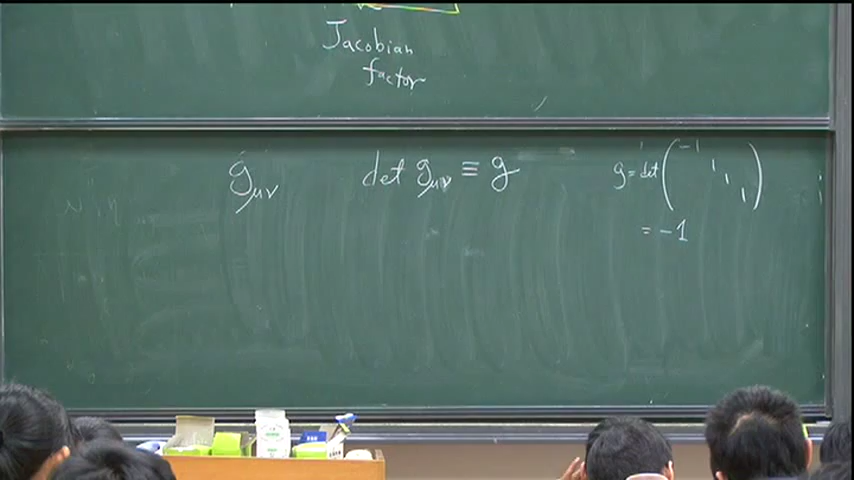 Jacobian
factor
gμν
det gμν ≡ g
g = det ( -1 1 1 1 )
= -1